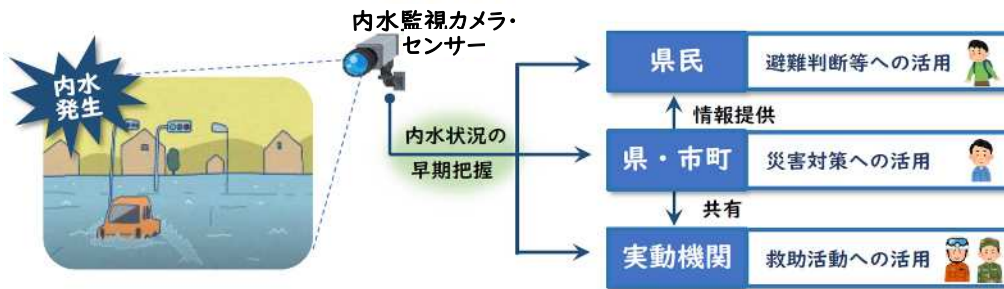 内水監視カメラ・
センサー
内水
発生
内水状況の
早期把握
県民
避難判断等への活用
情報提供
県・市町
災害対策への活用
共有
実動機関
救助活動への活用